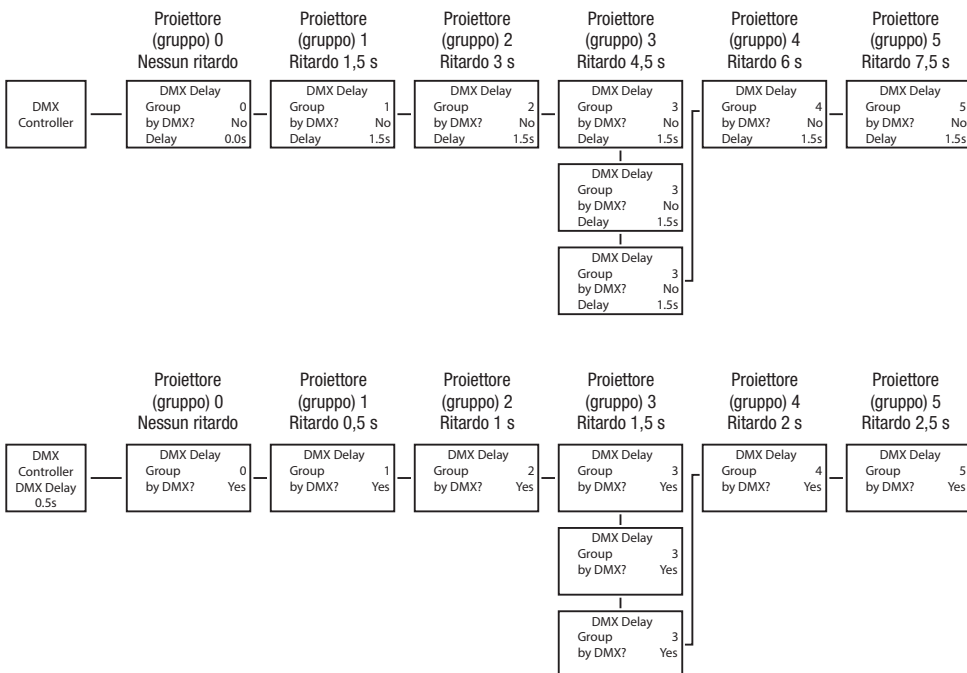 Proiettore
(gruppo) 0
Nessun ritardo
Proiettore
(gruppo) 1
Ritardo 1,5 s
Proiettore
(gruppo) 2
Ritardo 3 s
Proiettore
(gruppo) 3
Ritardo 4,5 s
Proiettore
(gruppo) 4
Ritardo 6 s
Proiettore
(gruppo) 5
Ritardo 7,5 s
DMX
Controller
DMX Delay
Group 0
by DMX? No
Delay 0.0s
DMX Delay
Group 1
by DMX? No
Delay 1.5s
DMX Delay
Group 2
by DMX? No
Delay 1.5s
DMX Delay
Group 3
by DMX? No
Delay 1.5s
DMX Delay
Group 3
by DMX? No
Delay 1.5s
DMX Delay
Group 3
by DMX? No
Delay 1.5s
DMX Delay
Group 4
by DMX? No
Delay 1.5s
DMX Delay
Group 5
by DMX? No
Delay 1.5s
Proiettore
(gruppo) 0
Nessun ritardo
Proiettore
(gruppo) 1
Ritardo 0,5 s
Proiettore
(gruppo) 2
Ritardo 1 s
Proiettore
(gruppo) 3
Ritardo 1,5 s
Proiettore
(gruppo) 4
Ritardo 2 s
Proiettore
(gruppo) 5
Ritardo 2,5 s
DMX
Controller
DMX Delay
0.5s
DMX Delay
Group 0
by DMX? Yes
DMX Delay
Group 1
by DMX? Yes
DMX Delay
Group 2
by DMX? Yes
DMX Delay
Group 3
by DMX? Yes
DMX Delay
Group 3
by DMX? Yes
DMX Delay
Group 3
by DMX? Yes
DMX Delay
Group 4
by DMX? Yes
DMX Delay
Group 5
by DMX? Yes